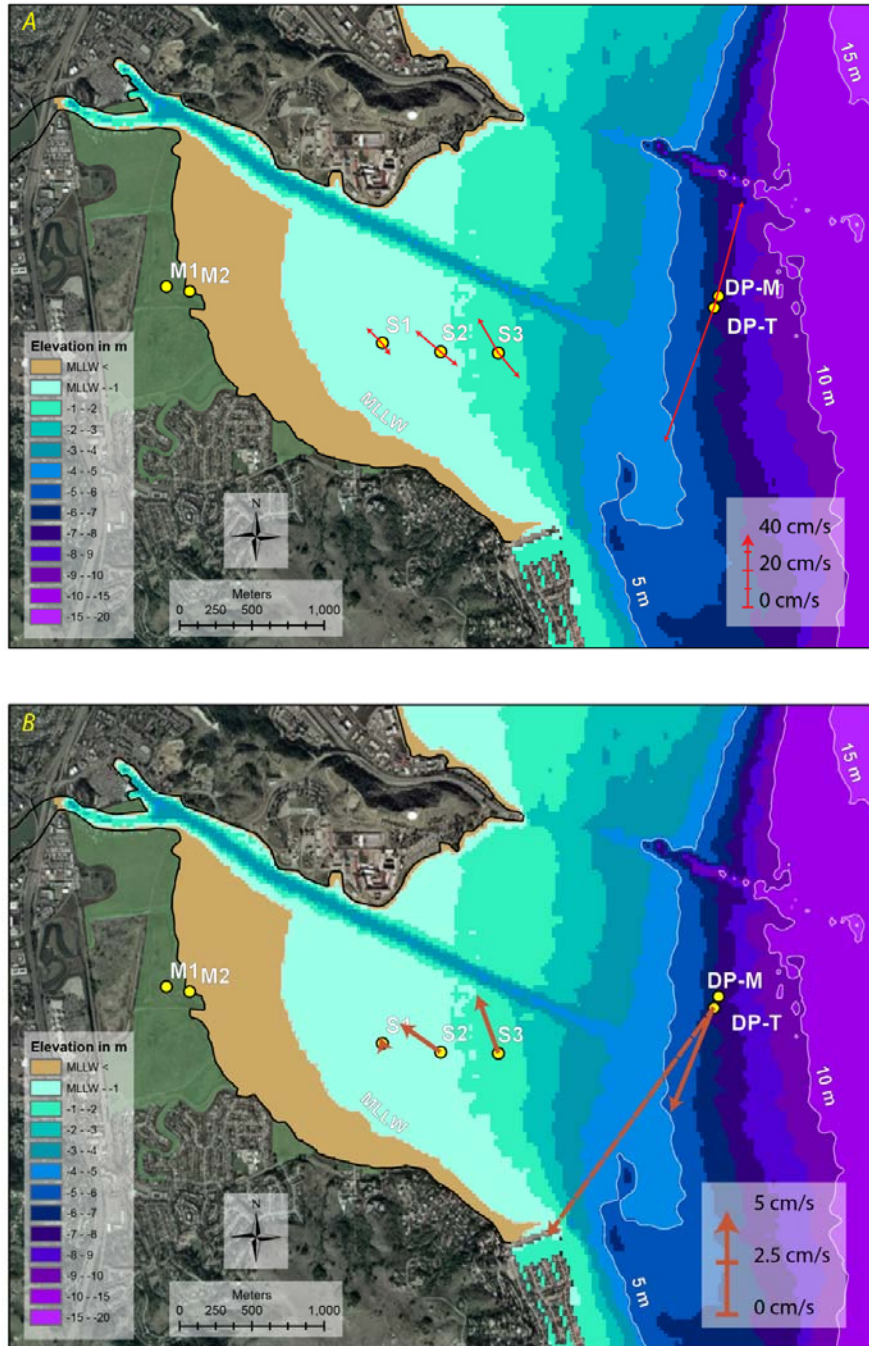 A
15 m
M1
M2
S1
S2
S3
DP-M
DP-T
10 m
MLLW
5 m
Elevation in m
MLLW <
MLLW - -1
-1 - -2
-2 - -3
-3 - -4
-4 - -5
-5 - -6
-6 - -7
-7 - -8
-8 - -9
-9 - -10
-10 - -15
-15 - -20
N
Meters
0 250 500 1,000
40 cm/s
20 cm/s
0 cm/s
B
15 m
M1
M2
S1
S2
S3
DP-M
DP-T
10 m
MLLW
5 m
Elevation in m
MLLW <
MLLW - -1
-1 - -2
-2 - -3
-3 - -4
-4 - -5
-5 - -6
-6 - -7
-7 - -8
-8 - -9
-9 - -10
-10 - -15
-15 - -20
N
Meters
0 250 500 1,000
5 cm/s
2.5 cm/s
0 cm/s